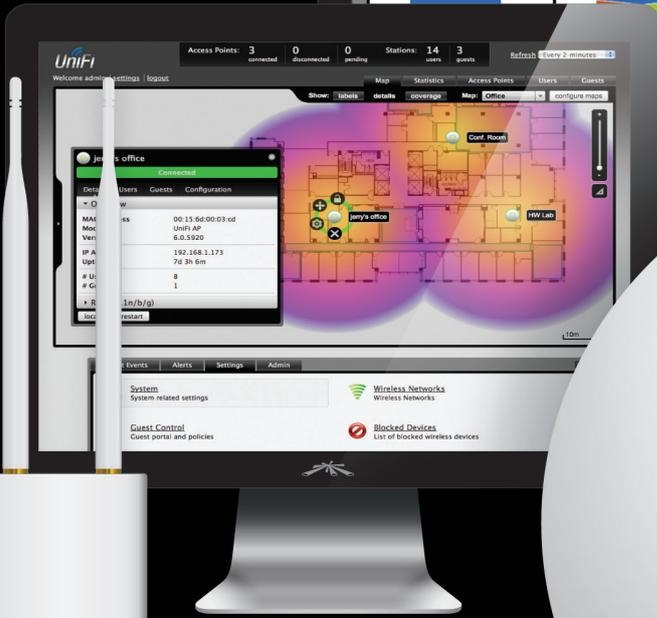 UniFi
Access Points: 3 connected 0 disconnected 0 pending Stations: 14 users 3 guests
Refresh Every 2 minutes
Welcome admin settings | logout
Map Statistics Access Points Users Guests
Show: labels details coverage Map: Office configure maps
Conf. Room
jerry's office
HW Lab
10m
jerry's office
Connected
Users Guests Configuration
00:15:6d:00:03:cd
UniFi AP
6.0.5920
192.168.1.173
7d 3h 6m
8
1
restart
Events Alerts Settings Admin
System
System related settings
Wireless Networks
Wireless Networks
Guest Control
Guest portal and policies
Blocked Devices
List of blocked wireless devices